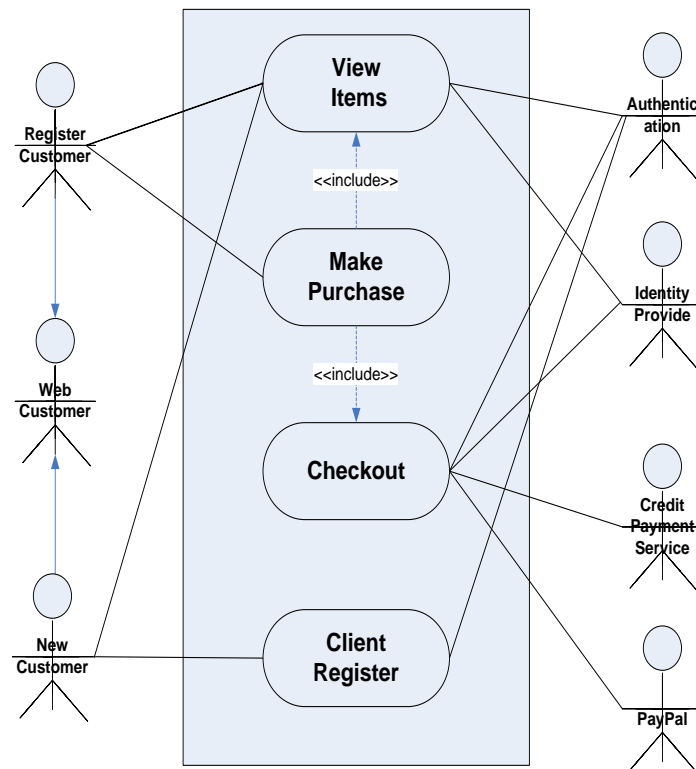 Register
Customer
Web
Customer
New
Customer
View
Items
<<include>>
Make
Purchase
<<include>>
Checkout
Client
Register
Authentic
ation
Identity
Provide
Credit
Payment
Service
PayPal